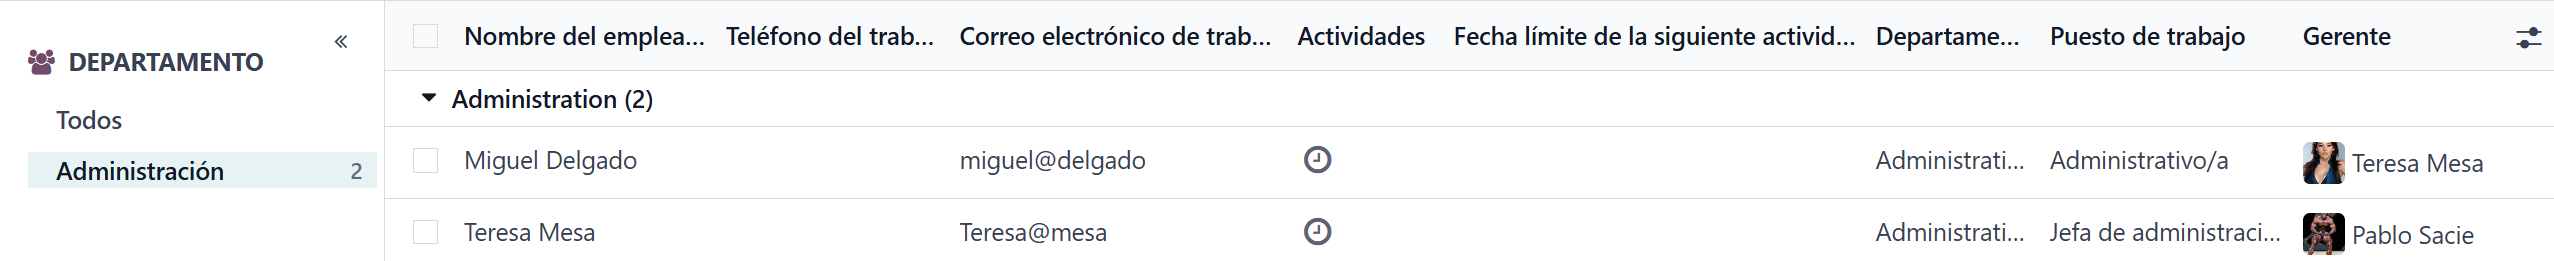 DEPARTAMENTO
Todos
Administración 2
Nombre del emplea... Teléfono del trab... Correo electrónico de trab... Actividades Fecha límite de la siguiente activid... Departame... Puesto de trabajo Gerente
Administration (2)
Miguel Delgado miguel@delgado Administrati... Administrativo/a Teresa Mesa
Teresa Mesa Teresa@mesa Administrati... Jefa de administraci... Pablo Sacie